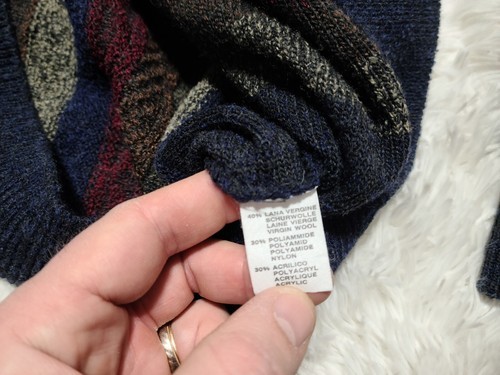 40% LANA VERGINE
SCHURWOLLE
LAINE VIERGE
VIRGIN WOOL
30% POLIAMMIDE
POLYAMID
POLYAMIDE
NYLON
30% ACRILICO
POLYACRYL
ACRYLIQUE
ACRYLIC